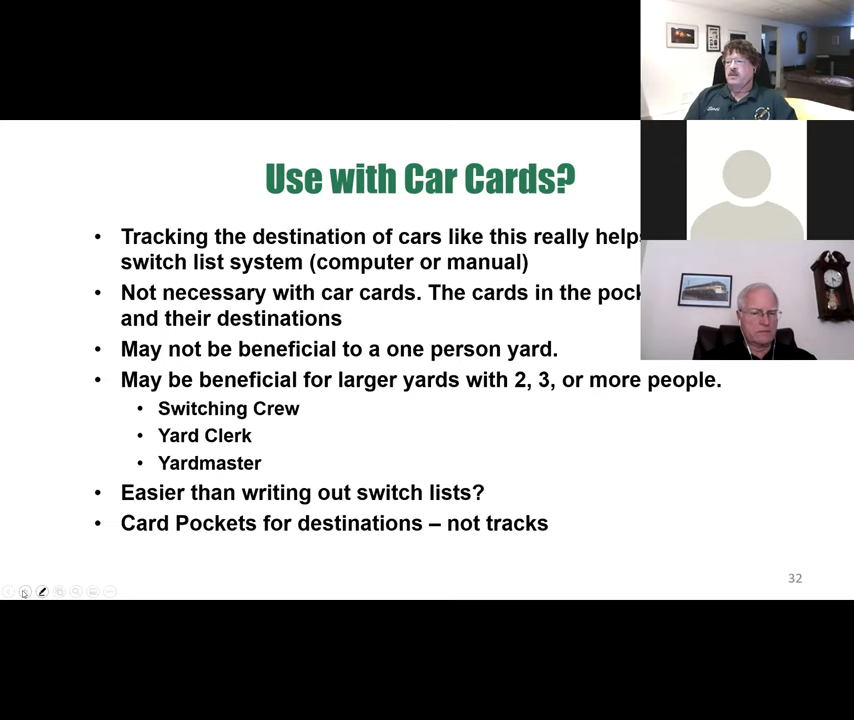 Use with Car Cards?
• Tracking the destination of cars like this really helps
switch list system (computer or manual)
• Not necessary with car cards. The cards in the
and their destinations
• May not be beneficial to a one person yard.
• May be beneficial for larger yards with 2, 3, or more people.
• Switching Crew
• Yard Clerk
• Yardmaster
• Easier than writing out switch lists?
• Card Pockets for destinations – not tracks
32